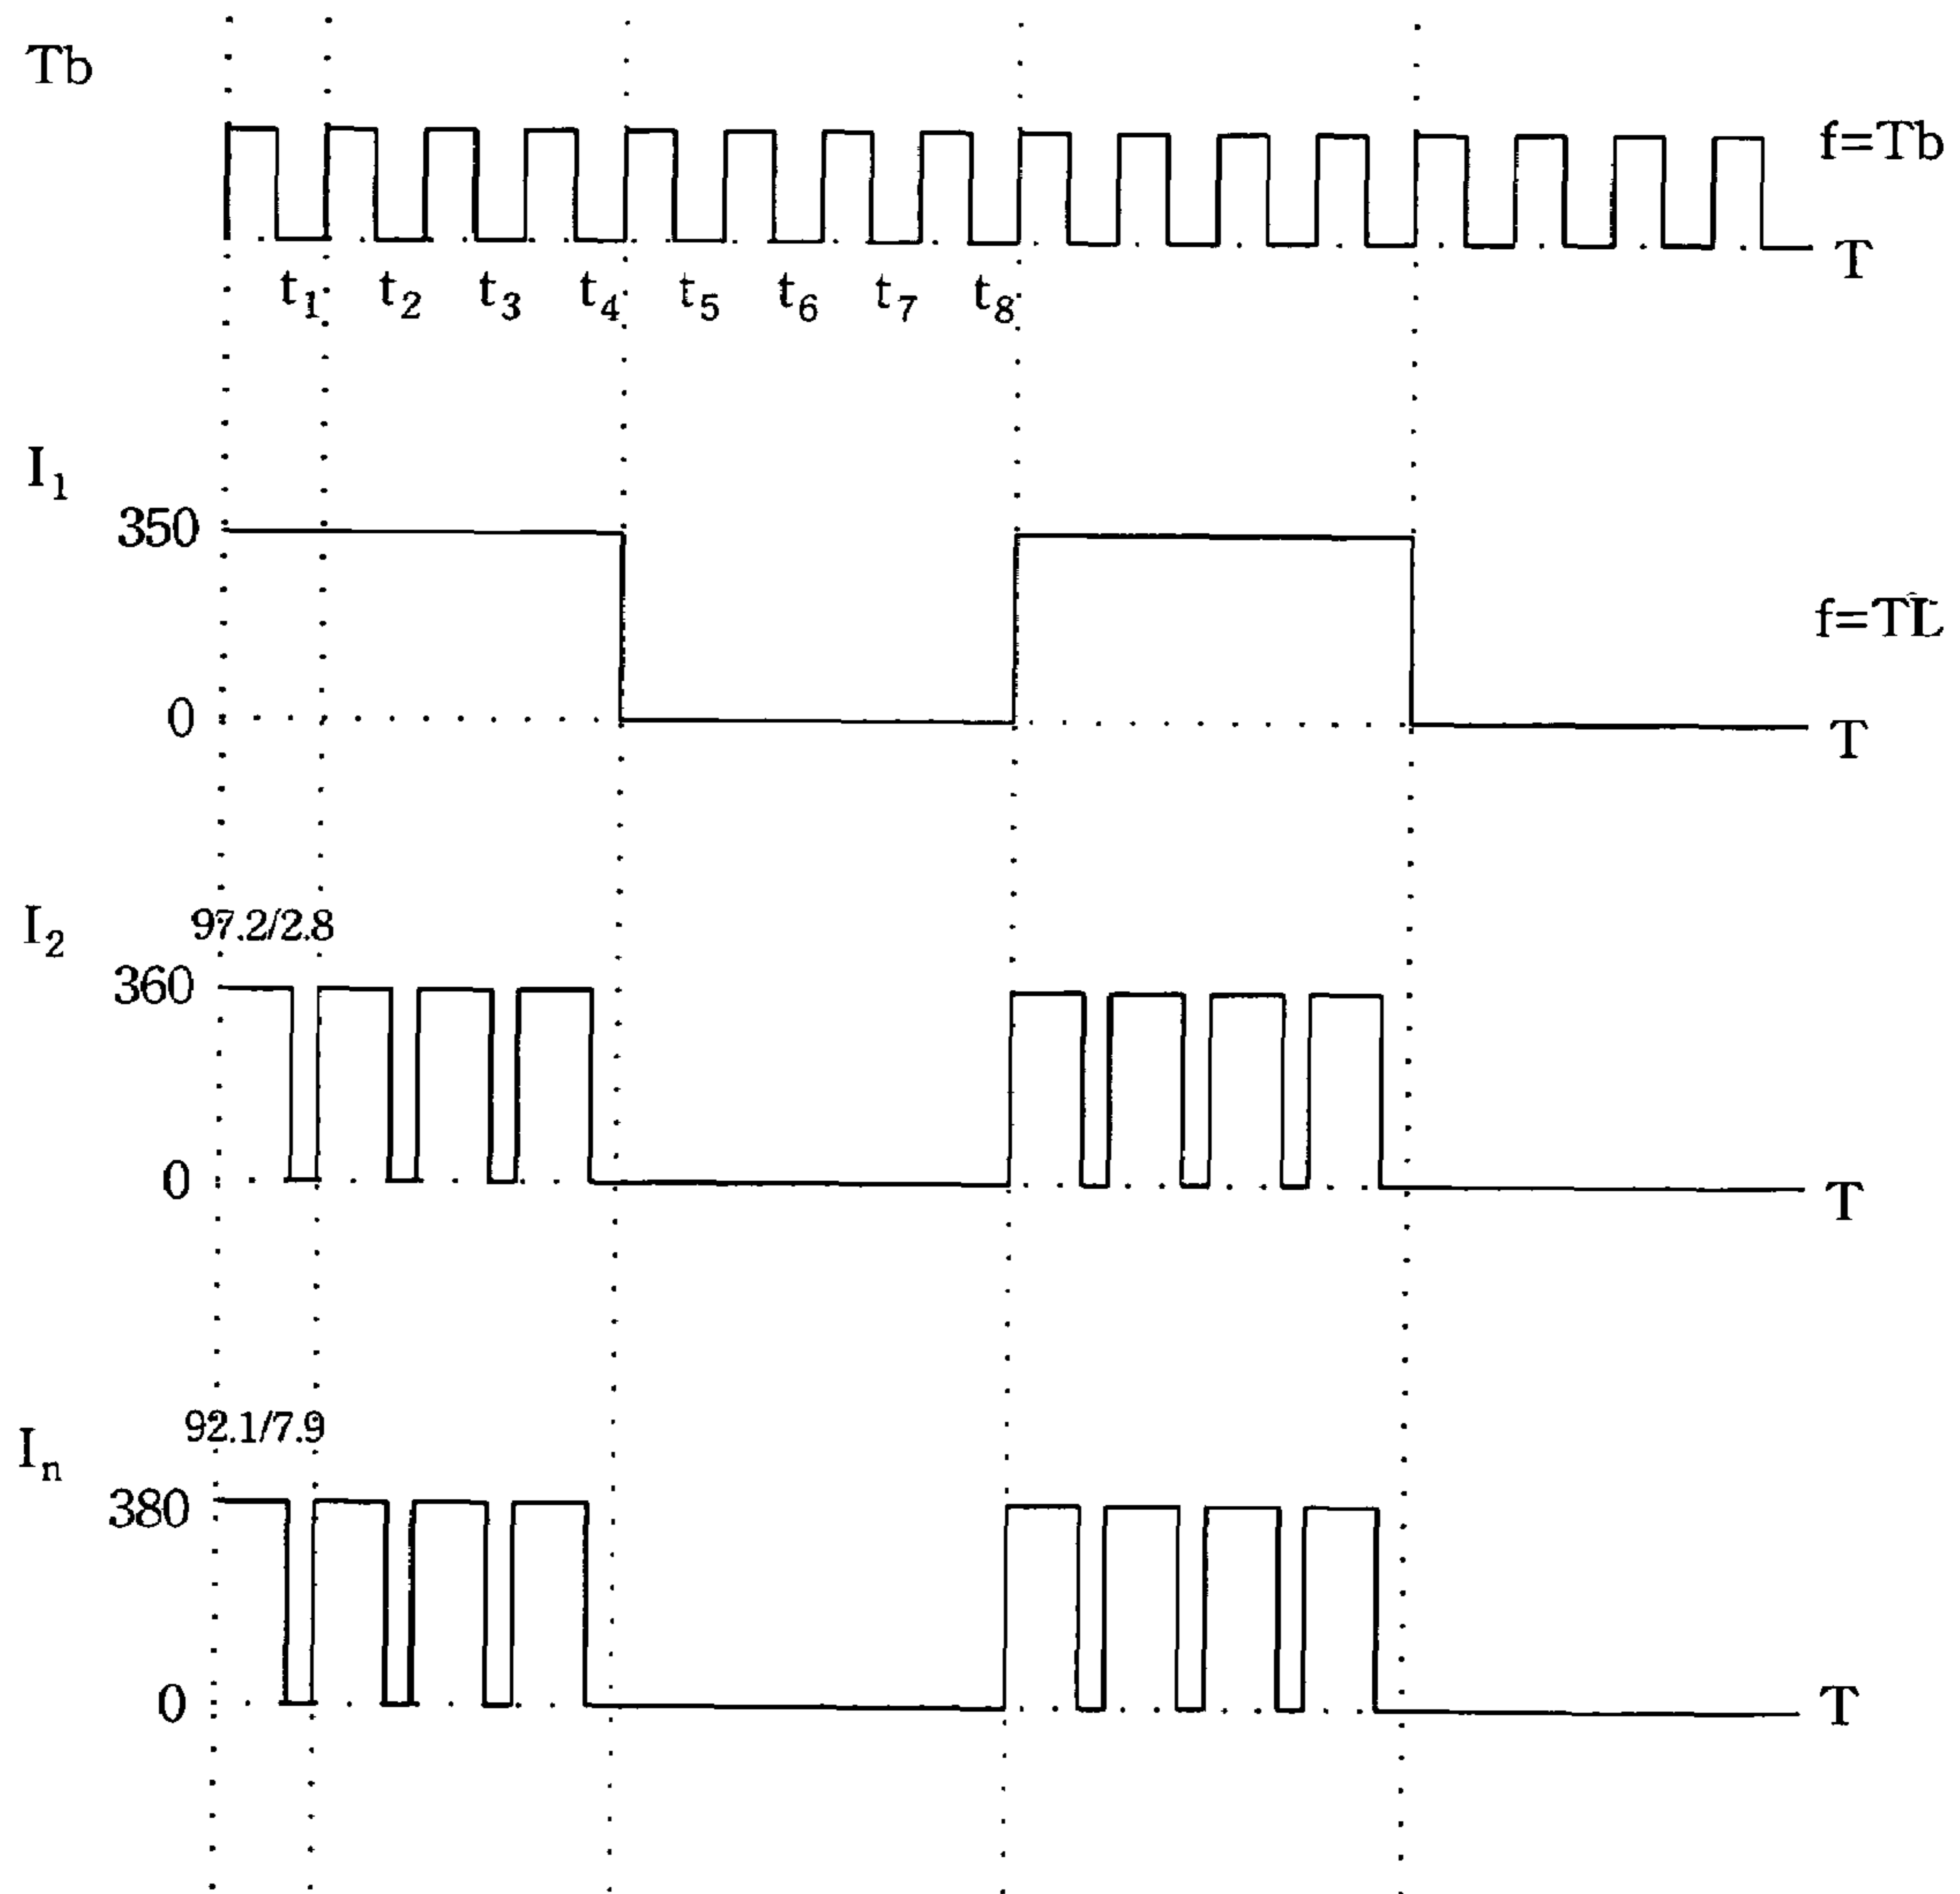 Tb
f=Tb
T
t1 t2 t3 t4 t5 t6 t7 t8
I1
350
f=TL
0
T
I2
97.2/2.8
360
0
T
In
92.1/7.9
380
0
T